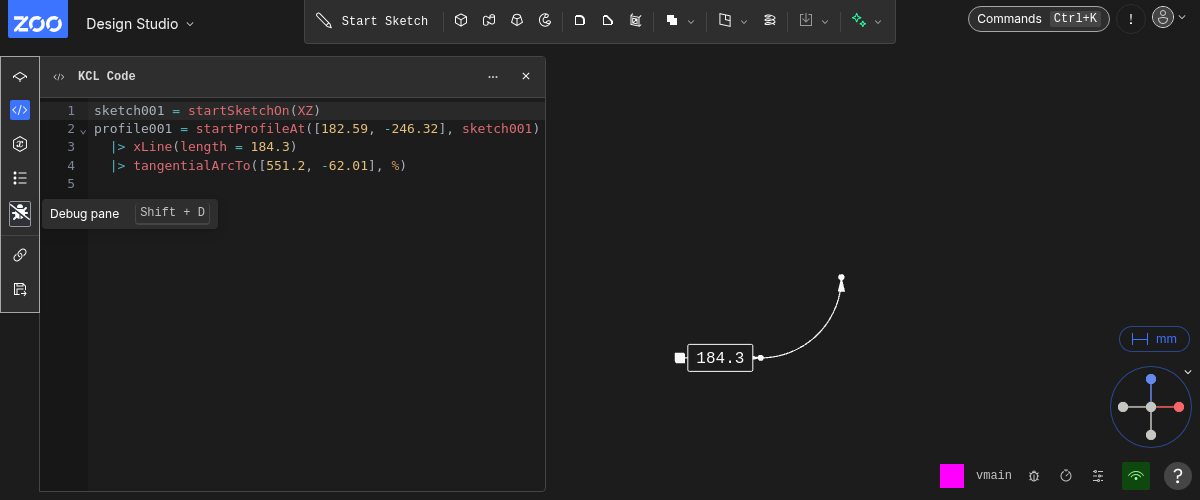 ZOO Design Studio
Start Sketch
Commands Ctrl+K !
KCL Code
1 sketch001 = startSketchOn(XZ)
2 profile001 = startProfileAt([182.59, -246.32], sketch001)
3 |> xLine(length = 184.3)
4 |> tangentialArcTo([551.2, -62.01], %)
5
Debug pane Shift + D
184.3
mm
vmain ?